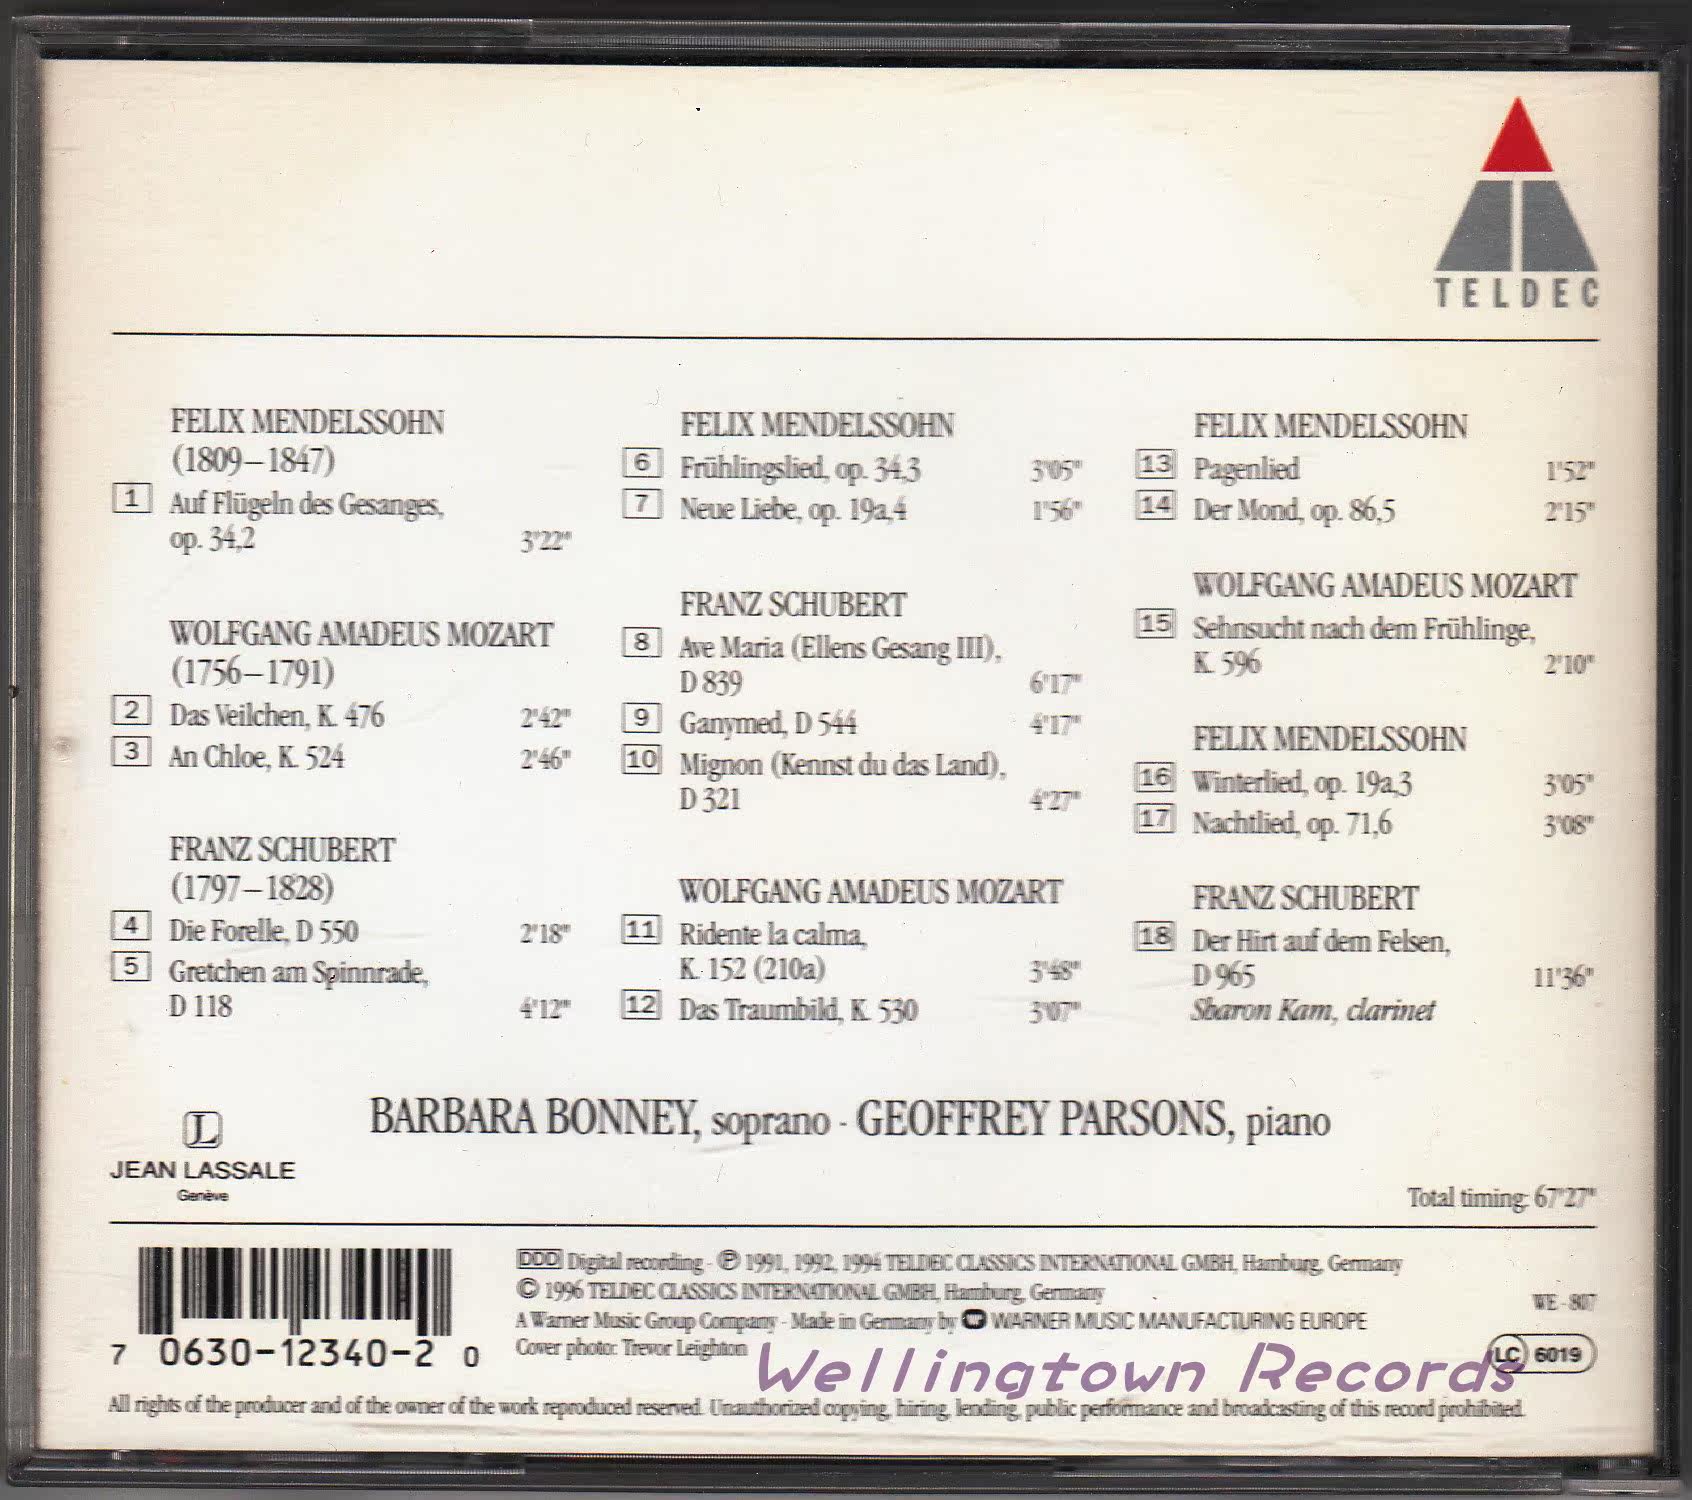 TELDEC
FELIX MENDELSSOHN
(1809–1847)
1 Auf Flügeln des Gesanges,
op. 34,2 3'22"
WOLFGANG AMADEUS MOZART
(1756–1791)
2 Das Veilchen, K. 476 2'42"
3 An Chloe, K. 524 2'46"
FRANZ SCHUBERT
(1797–1828)
4 Die Forelle, D 550 2'18"
5 Gretchen am Spinnrade,
D 118 4'12"
FELIX MENDELSSOHN
6 Frühlingslied, op. 34,3 3'05"
7 Neue Liebe, op. 19a,4 1'56"
FRANZ SCHUBERT
8 Ave Maria (Ellens Gesang III),
D 839 6'17"
9 Ganymed, D 544 4'17"
10 Mignon (Kennst du das Land),
D 321 4'27"
WOLFGANG AMADEUS MOZART
11 Ridente la calma,
K. 152 (210a) 3'48"
12 Das Traumbild, K. 530 3'07"
FELIX MENDELSSOHN
13 Pagenlied 1'52"
14 Der Mond, op. 86,5 2'15"
WOLFGANG AMADEUS MOZART
15 Sehnsucht nach dem Frühlinge,
K. 596 2'10"
FELIX MENDELSSOHN
16 Winterlied, op. 19a,3 3'05"
17 Nachtlied, op. 71,6 3'08"
FRANZ SCHUBERT
18 Der Hirt auf dem Felsen,
D 965 11'36"
Sharon Kam, clarinet
BARBARA BONNEY, soprano - GEOFFREY PARSONS, piano
L
JEAN LASSALE
Genève
Total timing: 67'27"
DDD Digital recording - ℗ 1991, 1992, 1994 TELDEC CLASSICS INTERNATIONAL GMBH, Hamburg, Germany
© 1996 TELDEC CLASSICS INTERNATIONAL GMBH, Hamburg, Germany
A Warner Music Group Company - Made in Germany by WARNER MUSIC MANUFACTURING EUROPE
Cover photo: Trevor Leighton
WE - 807
LC 6019
7 0630-12340-2 0
Wellingtown Records
All rights of the producer and of the owner of the work reproduced reserved. Unauthorized copying, hiring, lending, public performance and broadcasting of this record prohibited.